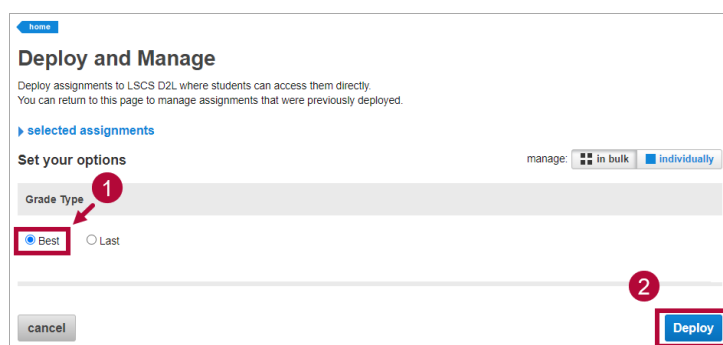 home
Deploy and Manage
Deploy assignments to LSCS D2L where students can access them directly.
You can return to this page to manage assignments that were previously deployed.
selected assignments
Set your options
manage: in bulk individually
Grade Type
1
Best Last
2
cancel Deploy